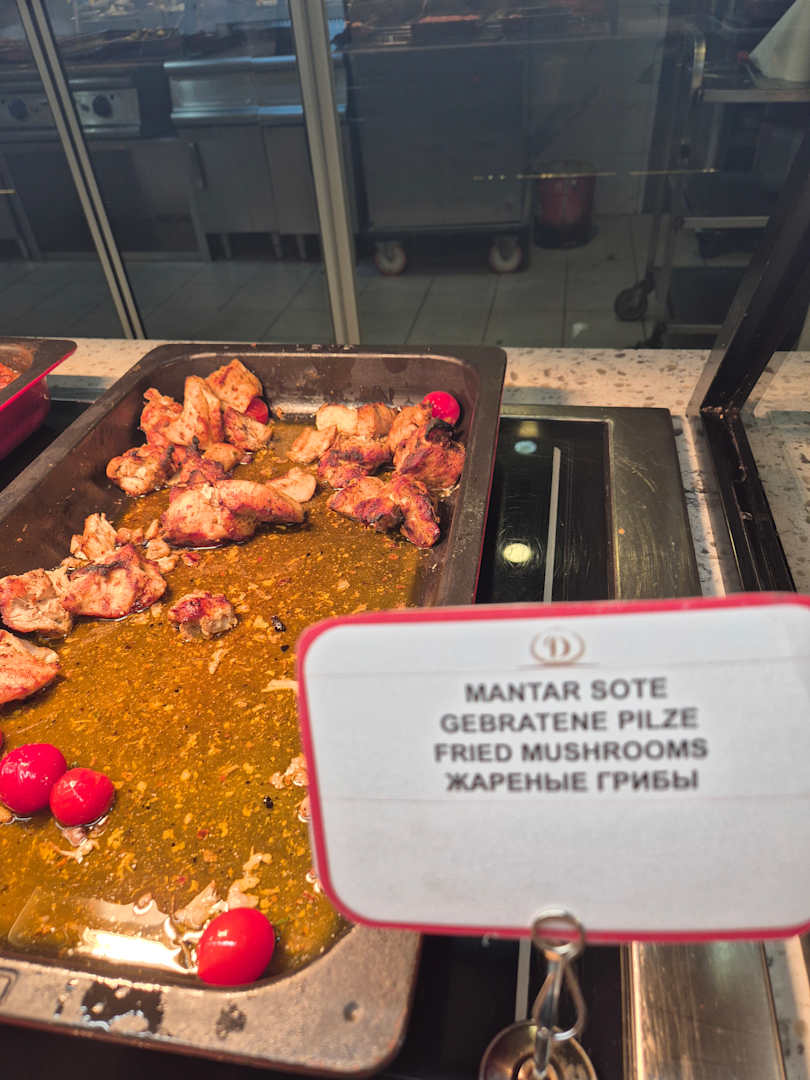 D
MANTAR SOTE
GEBRATENE PILZE
FRIED MUSHROOMS
ЖАРЕНЫЕ ГРИБЫ